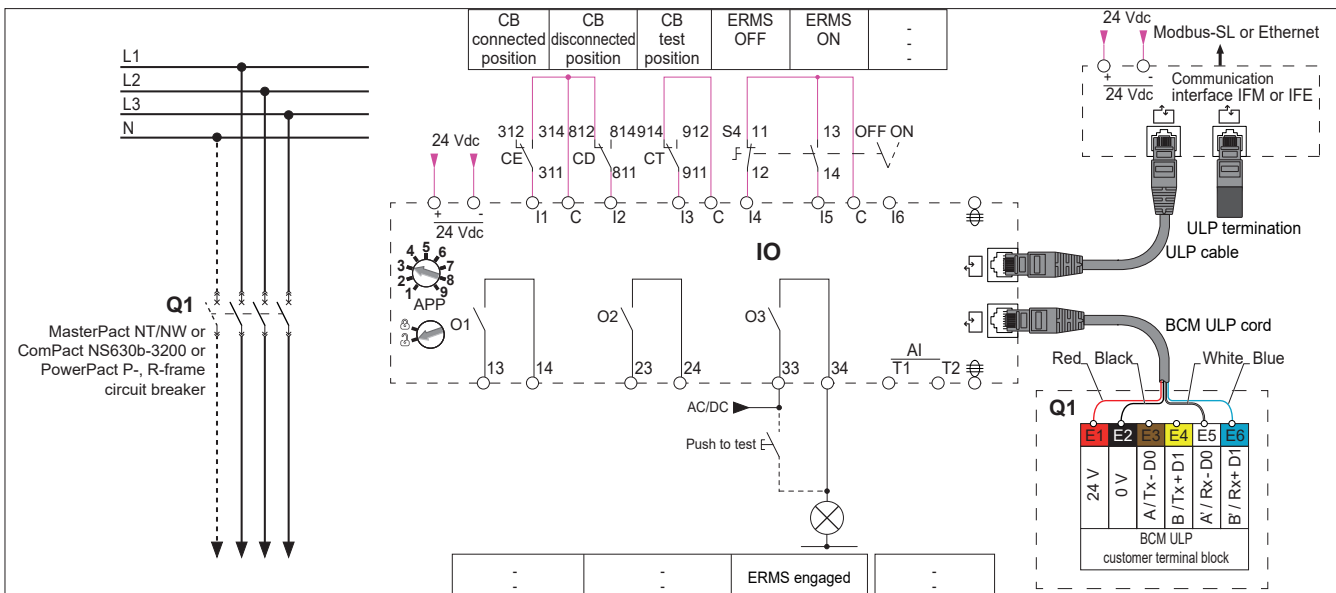 CB connected position
CB disconnected position
CB test position
ERMS OFF
ERMS ON
-
-
-
24 Vdc
Modbus-SL or Ethernet
+ -
24 Vdc
Communication
interface IFM or IFE
L1
L2
L3
N
24 Vdc
312 314 812 814 914 912 S4 11 13 OFF ON
CE CD CT
311 811 911 12 14
+ -
24 Vdc
I1 C I2 I3 C I4 I5 C I6
ULP termination
ULP cable
IO
1 2 3 4 5 6 7 8 9
APP
O1 O2 O3
Q1
MasterPact NT/NW or
ComPact NS630b-3200 or
PowerPact P-, R-frame
circuit breaker
BCM ULP cord
AI
13 14 23 24 33 34 T1 T2
Red Black White Blue
AC/DC
Push to test
Q1
E1 E2 E3 E4 E5 E6
24 V
0 V
A / Tx - D0
B / Tx + D1
A' / Rx - D0
B' / Rx+ D1
BCM ULP
customer terminal block
-
-
-
-
ERMS engaged
-
-